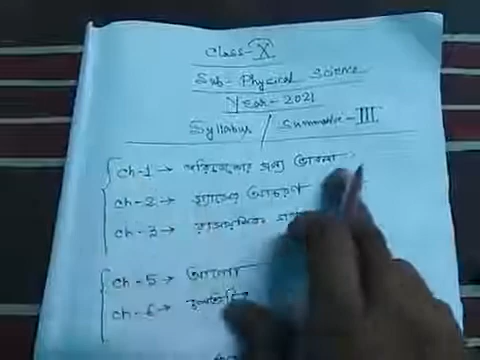 Class - X
Sub - Physical Science
Year - 2021
Syllabus / Summative - III
ch - 1 → পরিবেশের জন্য ভাবনা
ch - 2 → গ্যাসের আচরণ
ch - 3 → রাসায়নিক
ch - 5 → আলো
ch - 6 →